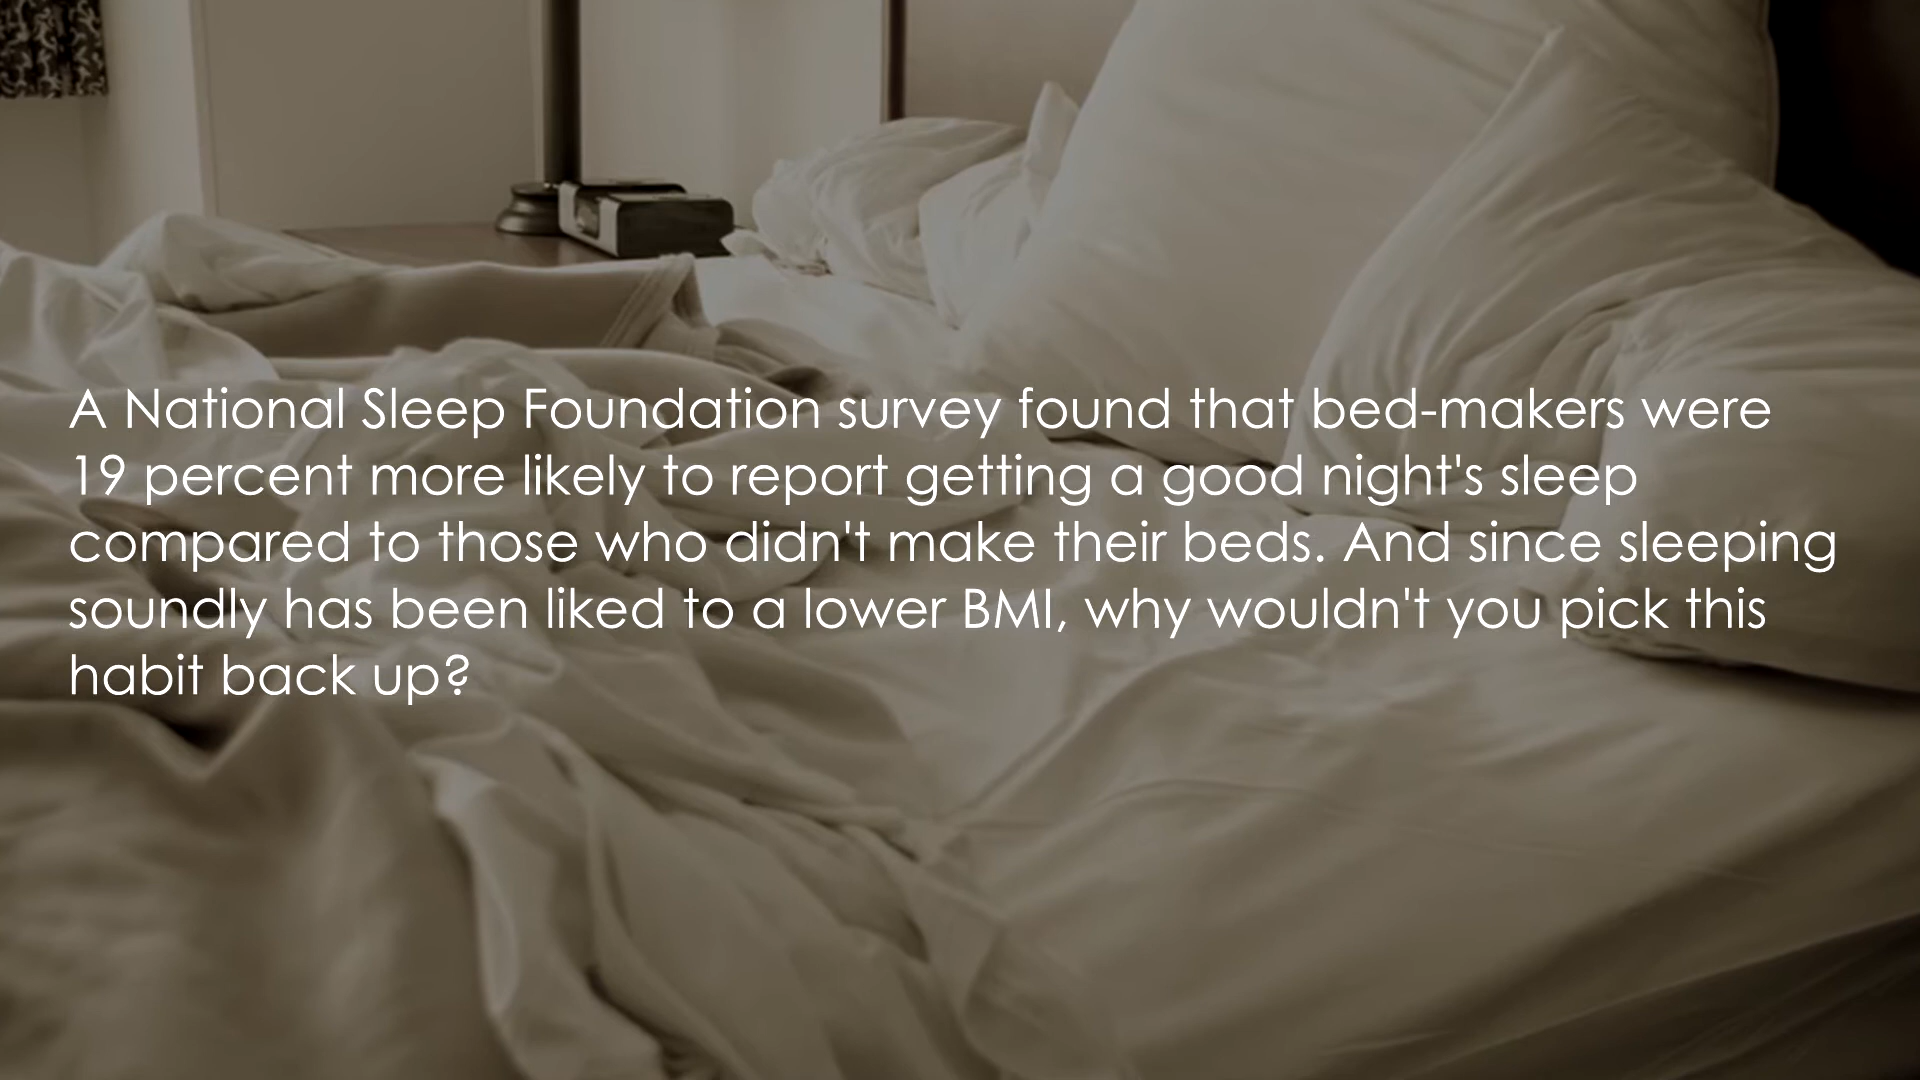 A National Sleep Foundation survey found that bed-makers were
19 percent more likely to report getting a good night's sleep
compared to those who didn't make their beds. And since sleeping
soundly has been liked to a lower BMI, why wouldn't you pick this
habit back up?